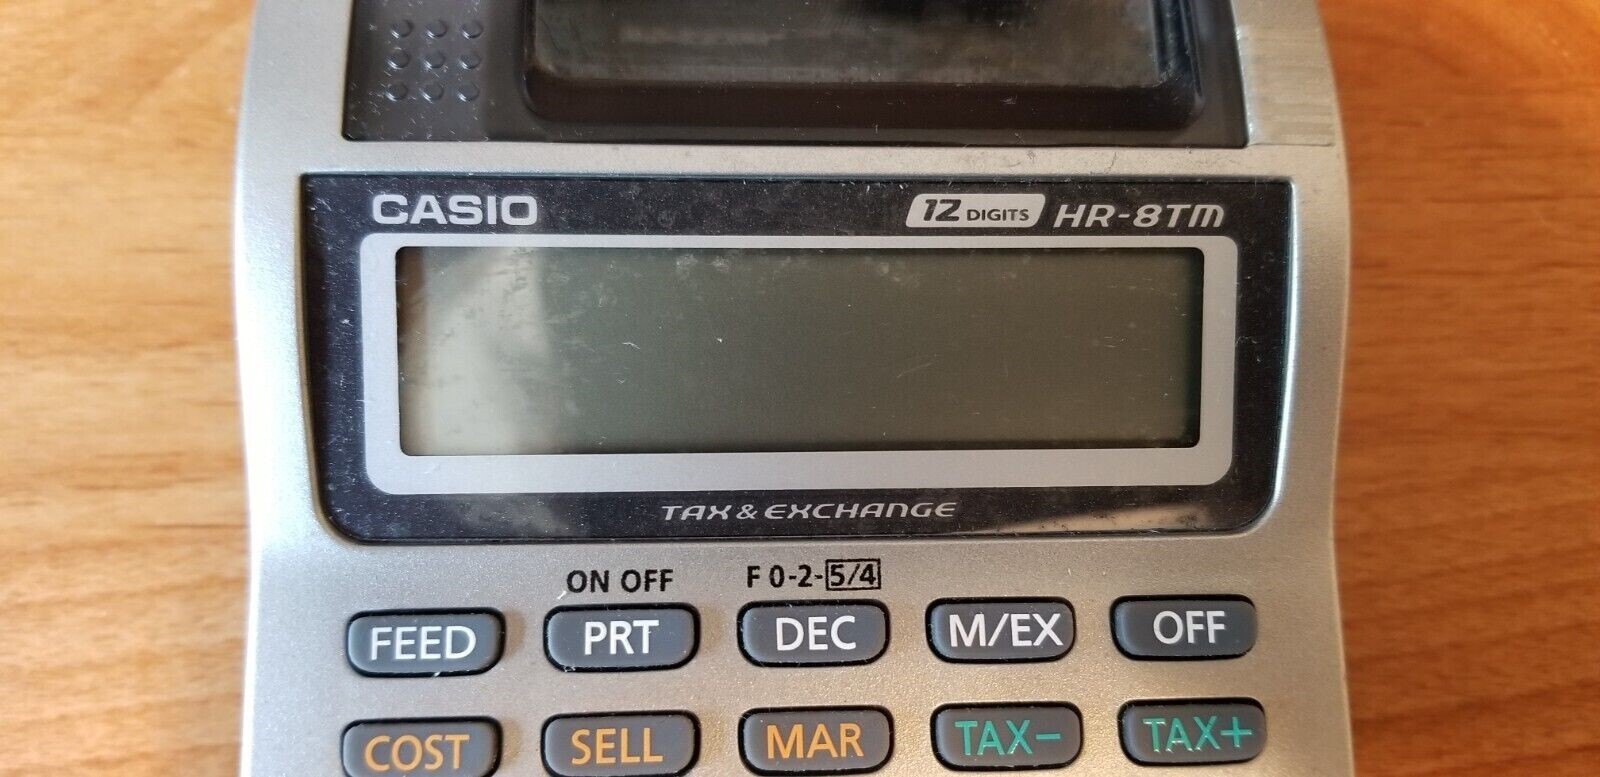 CASIO 12 DIGITS HR-8TM
TAX & EXCHANGE
ON OFF F 0-2-5/4
FEED PRT DEC M/EX OFF
COST SELL MAR TAX− TAX+